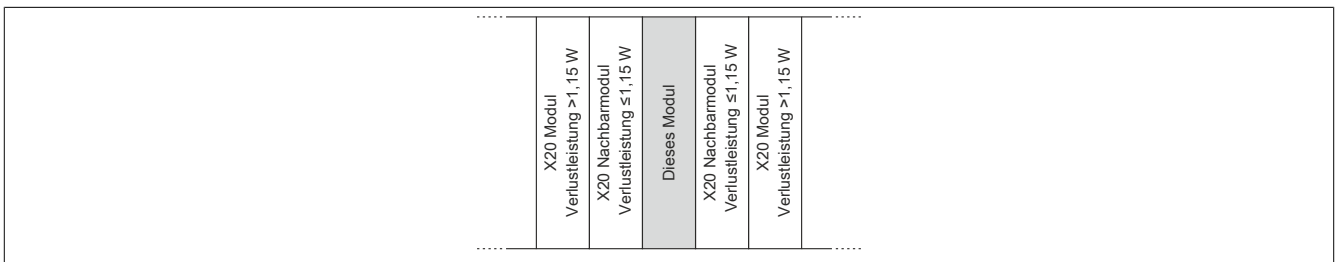 X20 Modul
Verlustleistung >1,15 W
X20 Nachbarmodul
Verlustleistung ≤1,15 W
Dieses Modul
X20 Nachbarmodul
Verlustleistung ≤1,15 W
X20 Modul
Verlustleistung >1,15 W